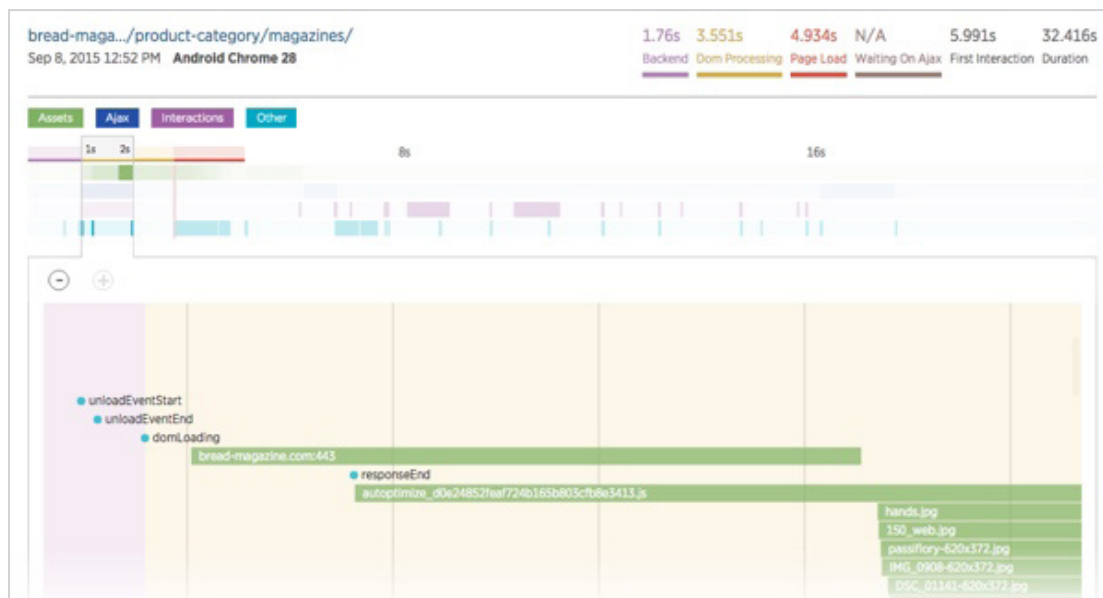 bread-maga.../product-category/magazines/
Sep 8, 2015 12:52 PM Android Chrome 28
1.76s 3.551s 4.934s N/A 5.991s 32.416s
Backend Dom Processing Page Load Waiting On Ajax First Interaction Duration
Assets Ajax Interactions Other
1s 2s 8s 16s
unloadEventStart
unloadEventEnd
domLoading
bread-magazine.com:443
responseEnd
autoptimize_d0e24852feaf724b165b803cfb8e3413.js
hands.jpg
150_web.jpg
passiflory-620x372.jpg
IMG_0908-620x372.jpg
DSC_01141-620x372.jpg